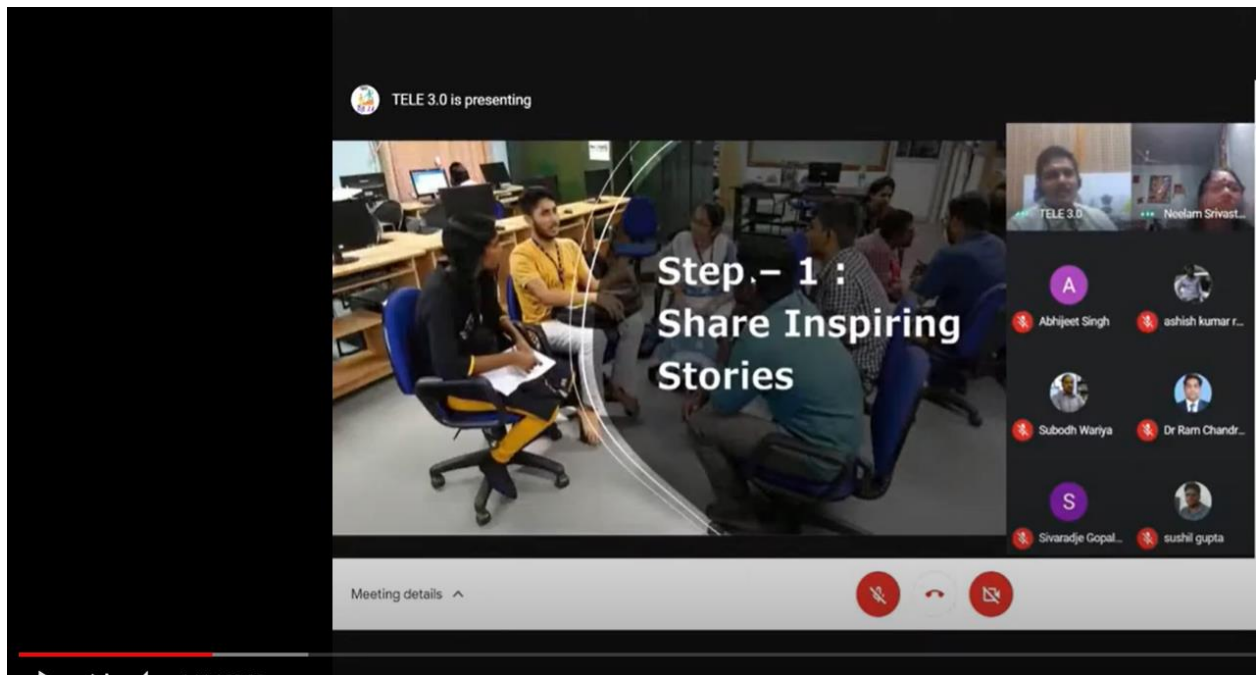 TELE 3.0 is presenting
Step – 1 :
Share Inspiring
Stories
TELE 3.0
Neelam Srivast...
A
Abhijeet Singh
ashish kumar r...
Subodh Wariya
Dr Ram Chandr...
S
Sivaradje Gopal...
sushil gupta
Meeting details